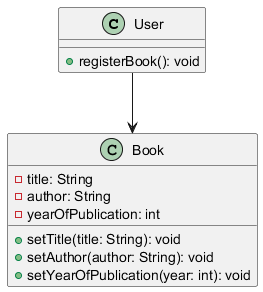 C User
registerBook(): void
C Book
title: String
author: String
yearOfPublication: int
setTitle(title: String): void
setAuthor(author: String): void
setYearOfPublication(year: int): void